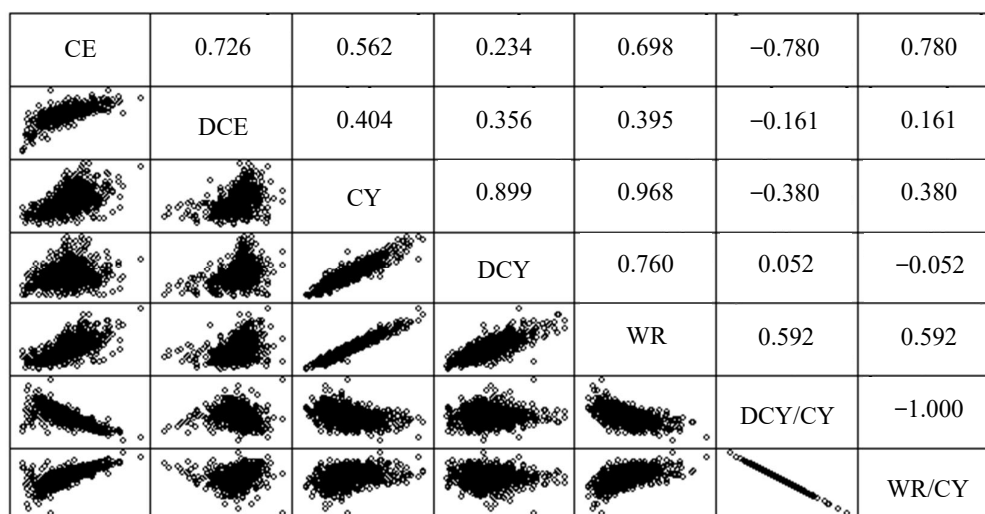 CE 0.726 0.562 0.234 0.698 −0.780 0.780
DCE 0.404 0.356 0.395 −0.161 0.161
CY 0.899 0.968 −0.380 0.380
DCY 0.760 0.052 −0.052
WR 0.592 0.592
DCY/CY −1.000
WR/CY